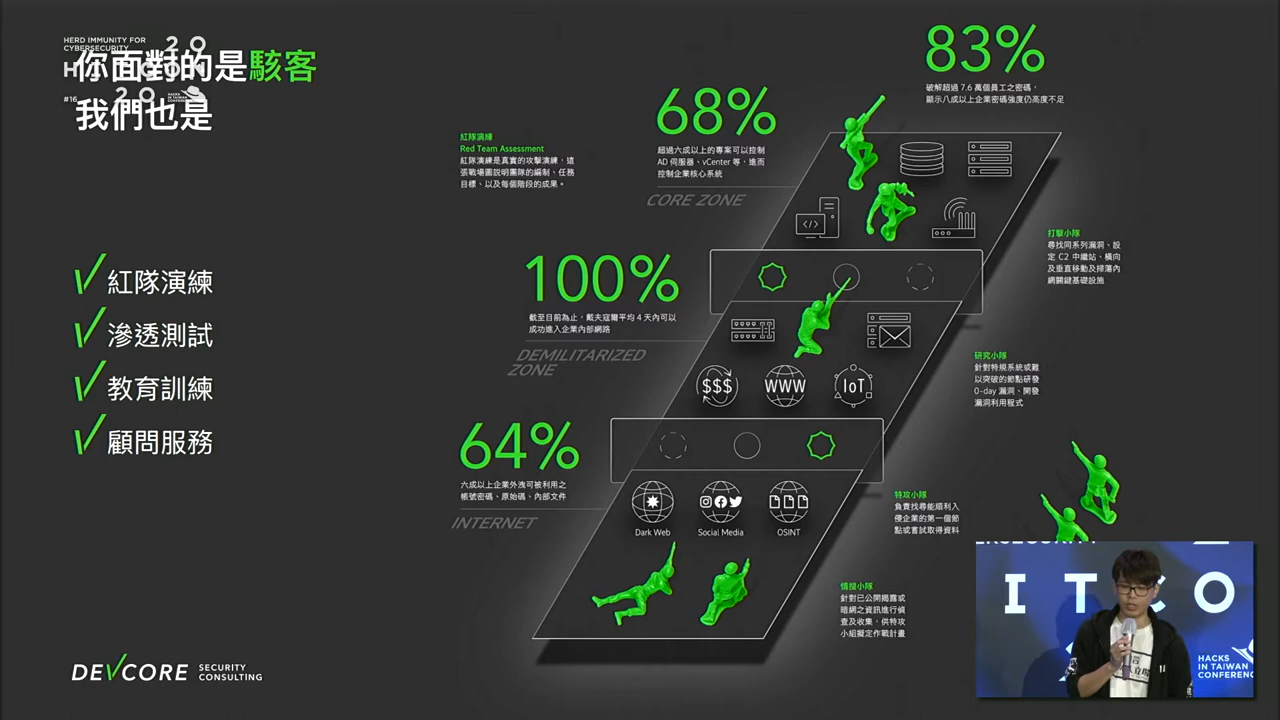 HERD IMMUNITY FOR
CYBERSECURITY
20
HITCON
#16
20
HACKS
IN TAIWAN
CONFERENCE
你面對的是駭客
我們也是
紅隊演練
滲透測試
教育訓練
顧問服務
DEVCORE
SECURITY
CONSULTING
紅隊演練
Red Team Assessment
紅隊演練是真實的攻擊演練，這
張戰場圖說明團隊的編制、任務
目標、以及每個階段的成果。
83%
破解超過 7.6 萬個員工之密碼，
顯示八成以上企業密碼強度仍高度不足
68%
超過六成以上的專案可以控制
AD 伺服器、vCenter 等，進而
控制企業核心系統
CORE ZONE
打擊小隊
尋找同系列漏洞、設
定 C2 中繼站、橫向
及垂直移動及掃蕩內
網關鍵基礎設施
100%
截至目前為止，戴夫寇爾平均 4 天內可以
成功進入企業內部網路
DEMILITARIZED
ZONE
$$$
WWW
IoT
研究小隊
針對特規系統或難
以突破的節點研發
0-day 漏洞、開發
漏洞利用程式
64%
六成以上企業外洩可被利用之
帳號密碼、原始碼、內部文件
INTERNET
Dark Web
Social Media
OSINT
特攻小隊
負責找尋能順利入
侵企業的第一個節
點或嘗試取得資料
情搜小隊
針對已公開揭露或
暗網之資訊進行偵
查及收集，供特攻
小組擬定作戰計畫
ERSECURITY
ITCO
HACKS
IN TAIWAN
CONFERENC